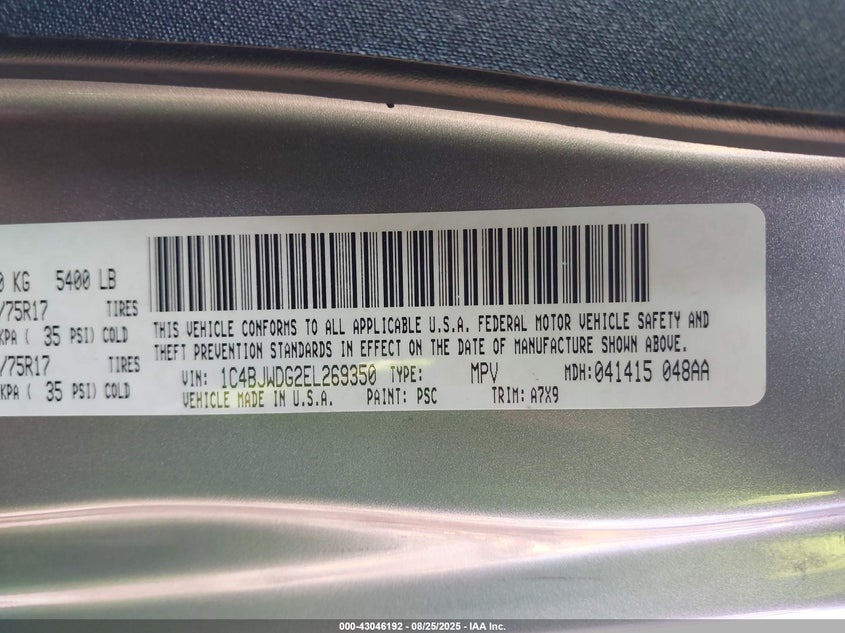 0 KG 5400 LB
/75R17 TIRES
KPA ( 35 PSI) COLD
/75R17 TIRES
KPA ( 35 PSI) COLD
THIS VEHICLE CONFORMS TO ALL APPLICABLE U.S.A. FEDERAL MOTOR VEHICLE SAFETY AND
THEFT PREVENTION STANDARDS IN EFFECT ON THE DATE OF MANUFACTURE SHOWN ABOVE.
VIN: 1C4BJWDG2EL269350 TYPE: MPV MDH:041415 048AA
VEHICLE MADE IN U.S.A. PAINT: PSC TRIM: A7X9
000-43046192 - 08/25/2025 - IAA Inc.